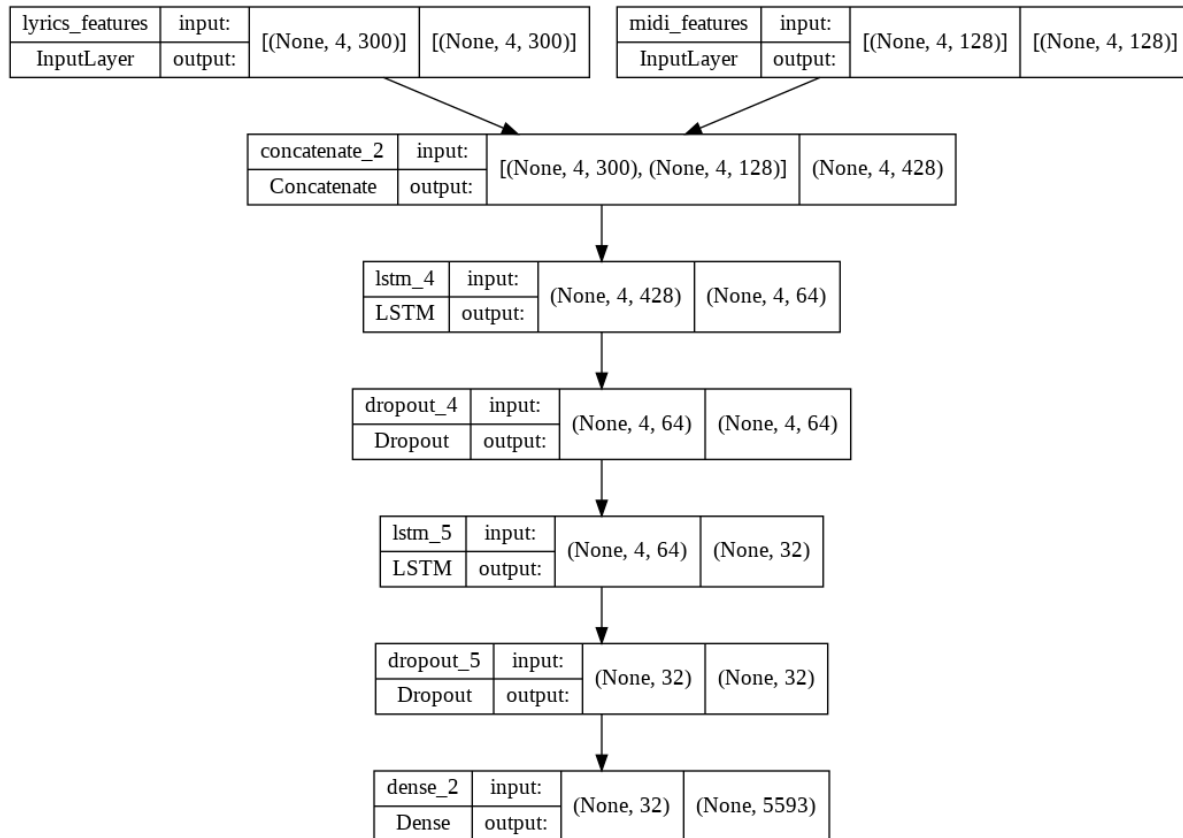 lyrics_features input: [(None, 4, 300)] [(None, 4, 300)]
InputLayer output:
midi_features input: [(None, 4, 128)] [(None, 4, 128)]
InputLayer output:
concatenate_2 input: [(None, 4, 300), (None, 4, 128)] (None, 4, 428)
Concatenate output:
lstm_4 input: (None, 4, 428) (None, 4, 64)
LSTM output:
dropout_4 input: (None, 4, 64) (None, 4, 64)
Dropout output:
lstm_5 input: (None, 4, 64) (None, 32)
LSTM output:
dropout_5 input: (None, 32) (None, 32)
Dropout output:
dense_2 input: (None, 32) (None, 5593)
Dense output: